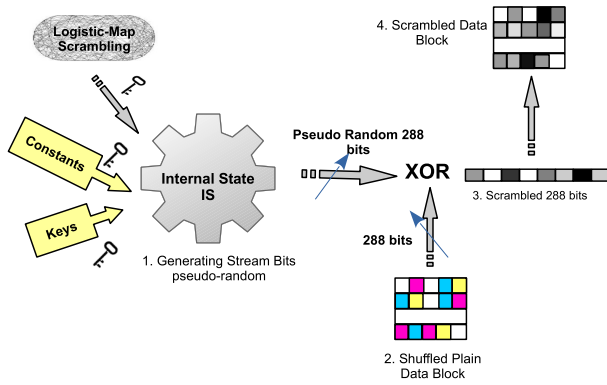 Logistic-Map
Scrambling
4. Scrambled Data
Block
Constants
Pseudo Random 288
bits
Internal State
IS
XOR
3. Scrambled 288 bits
Keys
288 bits
1. Generating Stream Bits
pseudo-random
2. Shuffled Plain
Data Block